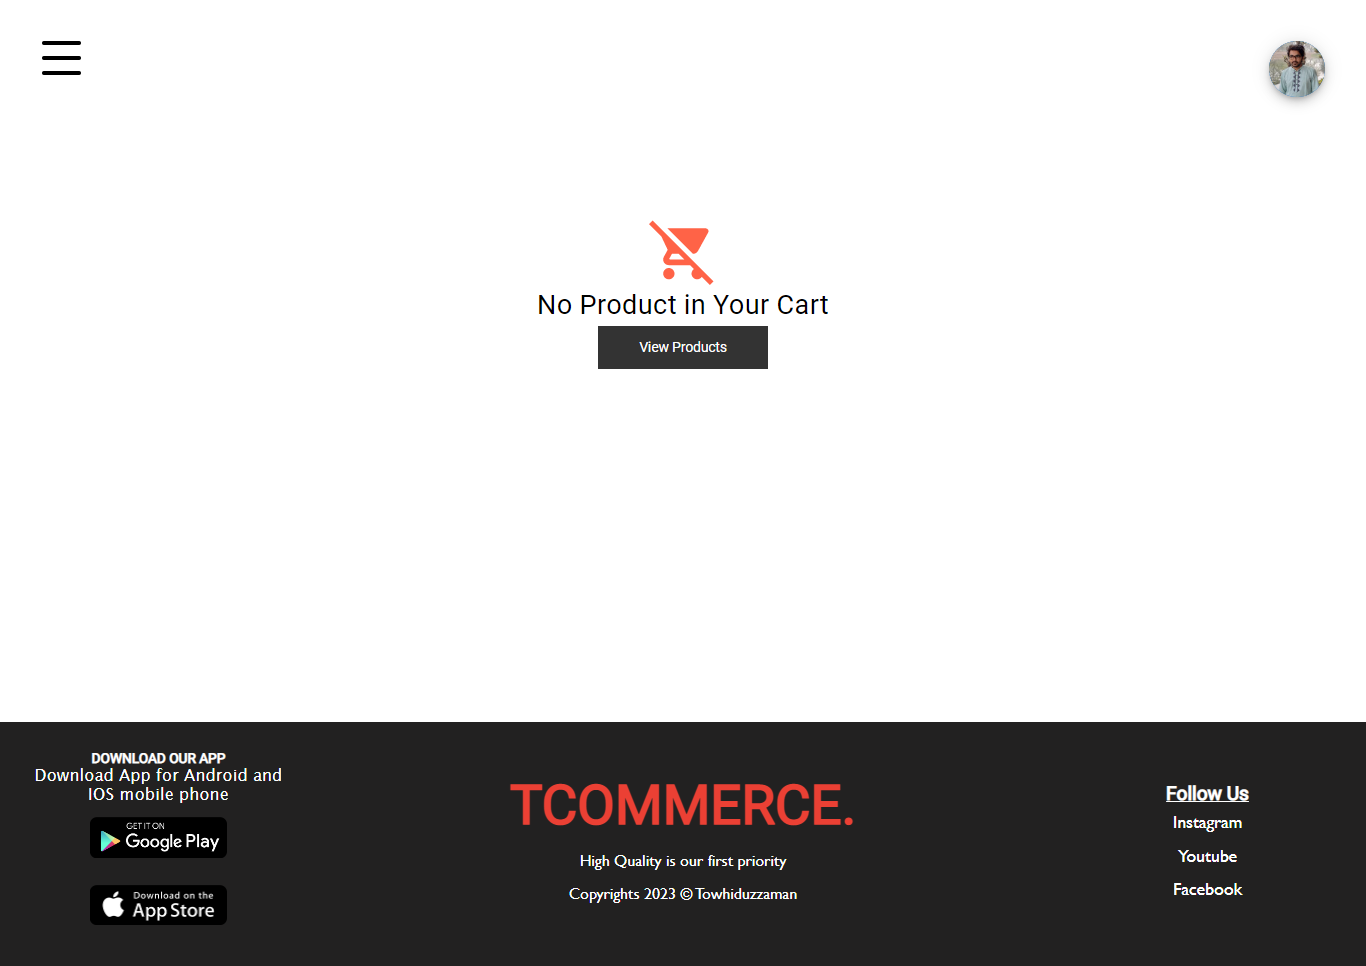 No Product in Your Cart
View Products
DOWNLOAD OUR APP
Download App for Android and
IOS mobile phone
GET IT ON
Google Play
Download on the
App Store
TCOMMERCE.
High Quality is our first priority
Copyrights 2023 © Towhiduzzaman
Follow Us
Instagram
Youtube
Facebook